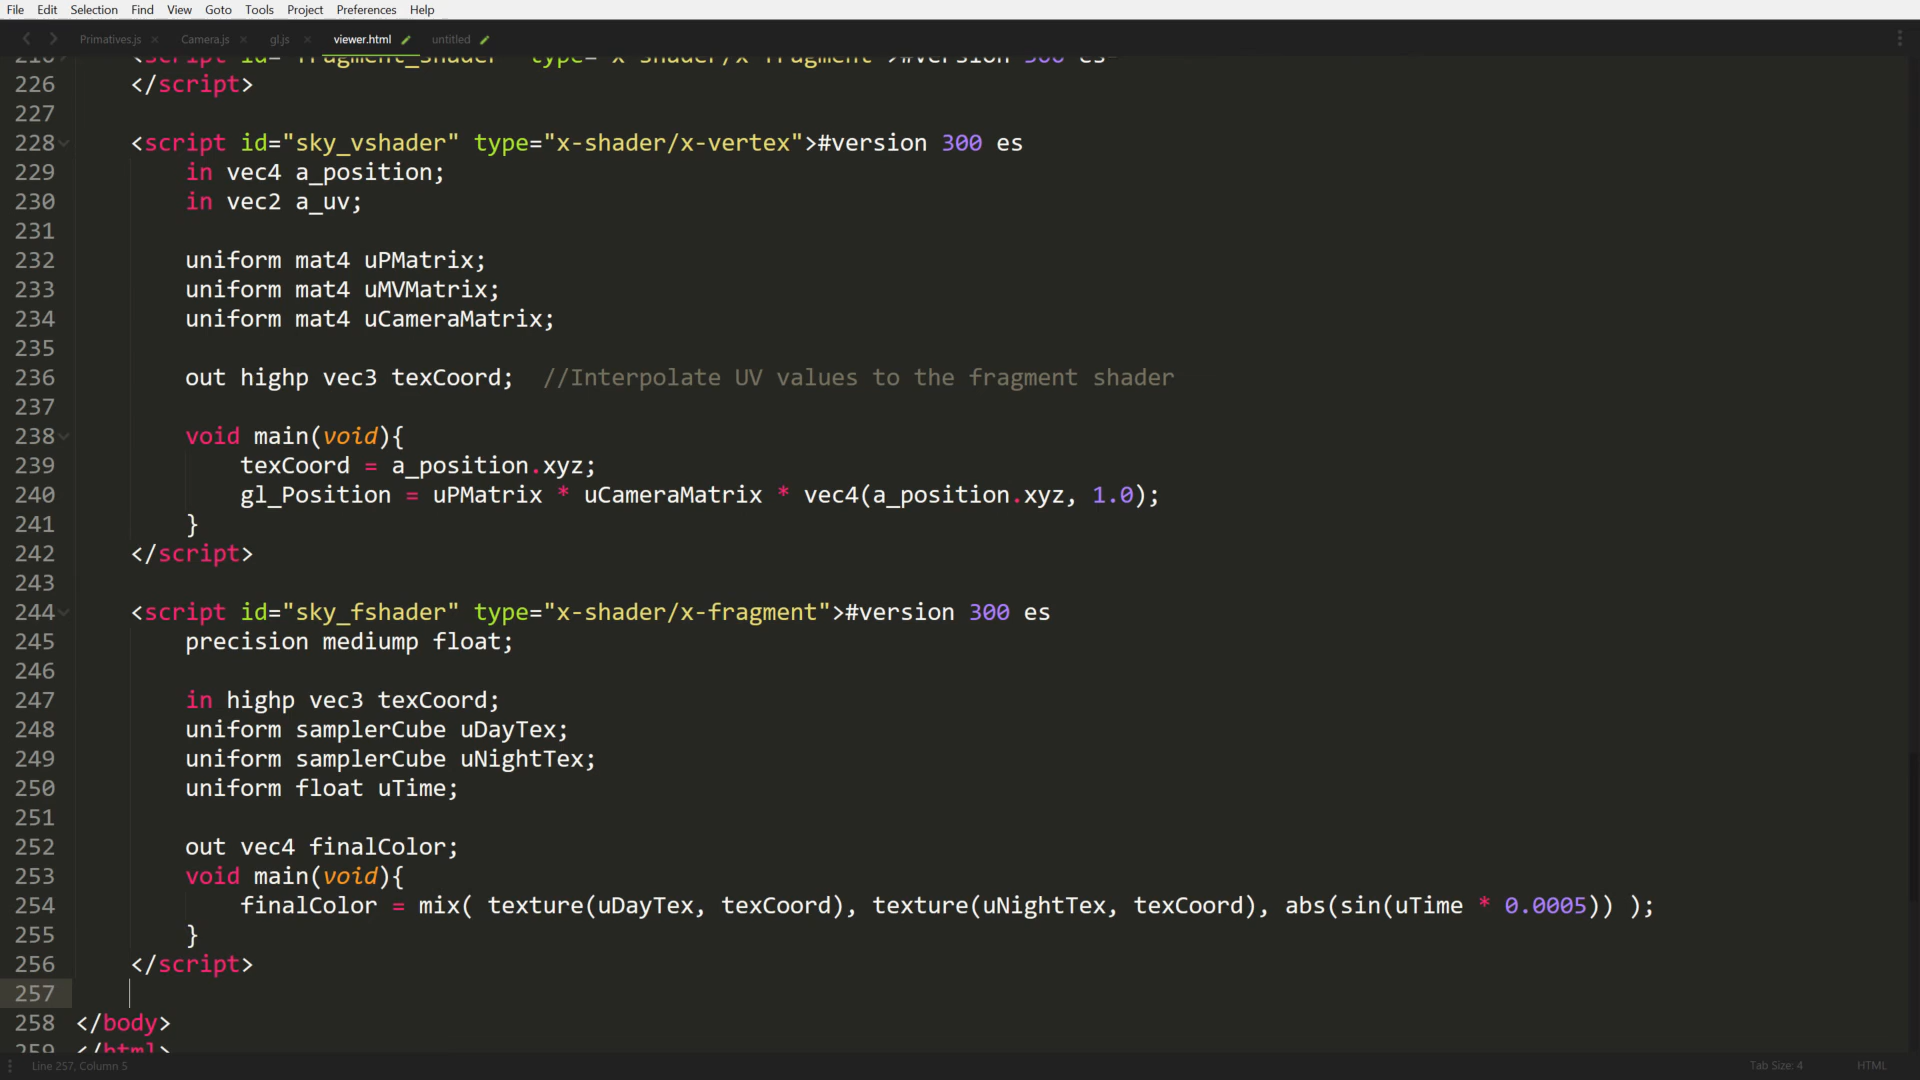 File Edit Selection Find View Goto Tools Project Preferences Help
Primatives.js × Camera.js × gl.js × viewer.html untitled
210 <script id="fragment_shader" type="x-shader/x-fragment">#version 300 es
226 </script>
227
228 <script id="sky_vshader" type="x-shader/x-vertex">#version 300 es
229 in vec4 a_position;
230 in vec2 a_uv;
231
232 uniform mat4 uPMatrix;
233 uniform mat4 uMVMatrix;
234 uniform mat4 uCameraMatrix;
235
236 out highp vec3 texCoord;  //Interpolate UV values to the fragment shader
237
238 void main(void){
239 texCoord = a_position.xyz;
240 gl_Position = uPMatrix * uCameraMatrix * vec4(a_position.xyz, 1.0);
241 }
242 </script>
243
244 <script id="sky_fshader" type="x-shader/x-fragment">#version 300 es
245 precision mediump float;
246
247 in highp vec3 texCoord;
248 uniform samplerCube uDayTex;
249 uniform samplerCube uNightTex;
250 uniform float uTime;
251
252 out vec4 finalColor;
253 void main(void){
254 finalColor = mix( texture(uDayTex, texCoord), texture(uNightTex, texCoord), abs(sin(uTime * 0.0005)) );
255 }
256 </script>
257
258 </body>
259 </html>
Line 257, Column 5 Tab Size: 4 HTML